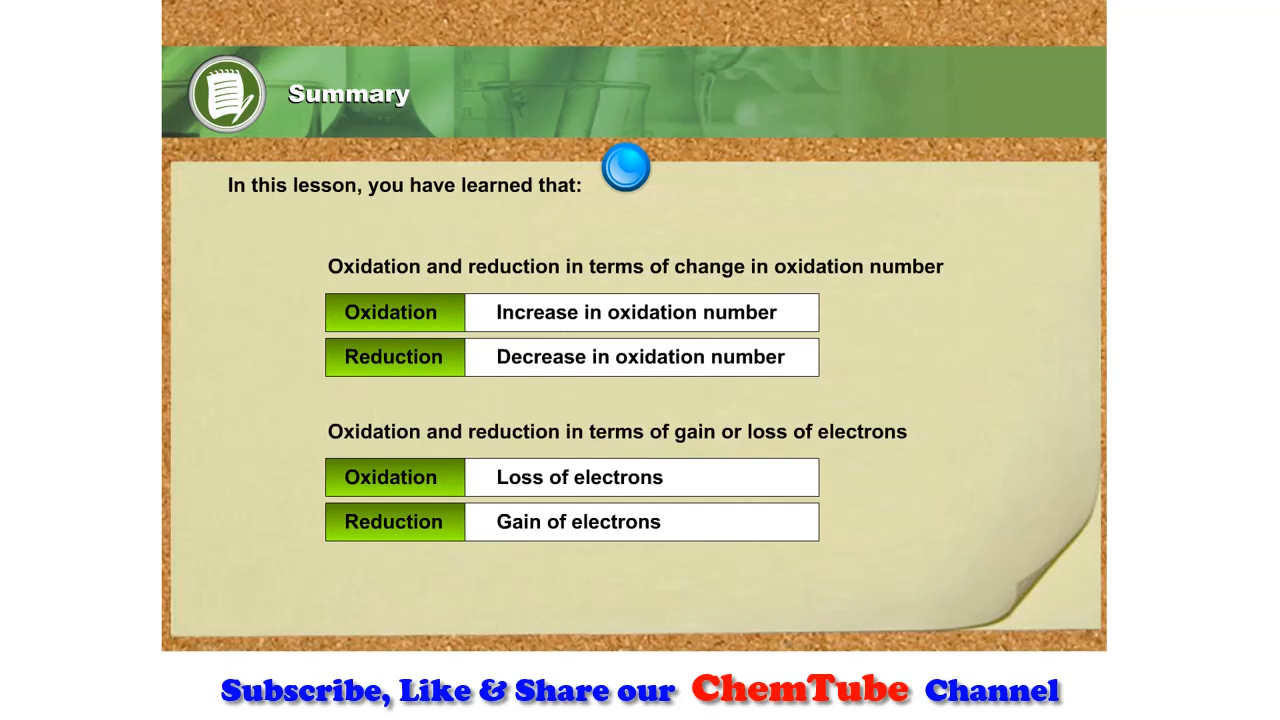 Summary
In this lesson, you have learned that:
Oxidation and reduction in terms of change in oxidation number
Oxidation Increase in oxidation number
Reduction Decrease in oxidation number
Oxidation and reduction in terms of gain or loss of electrons
Oxidation Loss of electrons
Reduction Gain of electrons
Subscribe, Like & Share our ChemTube Channel